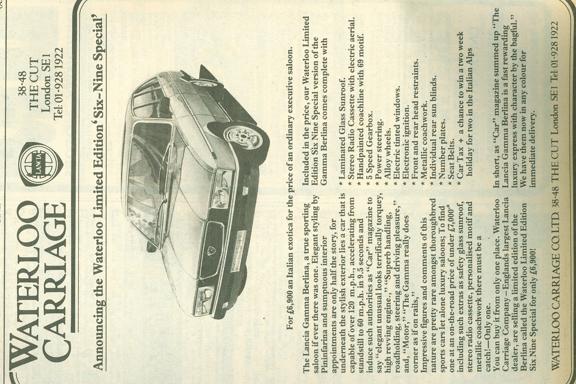 WATERLOO
CARRIAGE
LANCIA
38-48
THE CUT
London SE1
Tel: 01-928 1922
Announcing the Waterloo Limited Edition 'Six-Nine Special'
For £6,900 an Italian exotica for the price of an ordinary executive saloon.
The Lancia Gamma Berlina, a true sporting
saloon if ever there was one. Elegant styling by
Pininfarina and sumptuous interior
appointments are only half the story, for
underneath the stylish exterior lies a car that is
capable of over 120 m.p.h., accelerating from
standstill to 60 m.p.h. in 9.5 seconds and
induce such authorities as "Car" magazine to
say "elegant unusual looks terrifically torquey,
high revving engine," "Superb handling,
roadholding, steering and driving pleasure,"
and, "Motor," "The Gamma really does
corner as if on rails,"
Impressive figures and comments of this
nature are pretty rare amongst thoroughbred
sports cars let alone luxury saloons; To find
one at an on-the-road price of under £7,000*
including such extras as safety glass sunroof,
stereo radio cassette, personalised motif and
metallic coachwork there must be a
catch!—Only one.
You can buy it from only one place. Waterloo
Carriage Company—Englands largest Lancia
dealer, are selling a limited edition of the
Berlina called the Waterloo Limited Edition
Six Nine Special for only £6,900!
Included in the price, our Waterloo Limited
Edition Six Nine Special version of the
Gamma Berlina comes complete with
* Laminated Glass Sunroof.
* Stereo Radio Cassette with electric aerial.
* Handpainted coachline with 69 motif.
* 5 Speed Gearbox.
* Power steering.
* Alloy wheels.
* Electric tinted windows.
* Electronic ignition.
* Front and rear head restraints.
* Metallic coachwork.
* Individual rear sun blinds.
* Number plates.
* Seat Belts.
* Car Tax + a chance to win a two week
holiday for two in the Italian Alps
In short, as "Car" magazine summed up "The
Lancia Gamma Berlina is a fast rewarding
luxury express with character by the bagful."
We have them now in any colour for
immediate delivery.
WATERLOO CARRIAGE CO LTD. 38-48 THE CUT London SE1 Tel: 01-928 1922